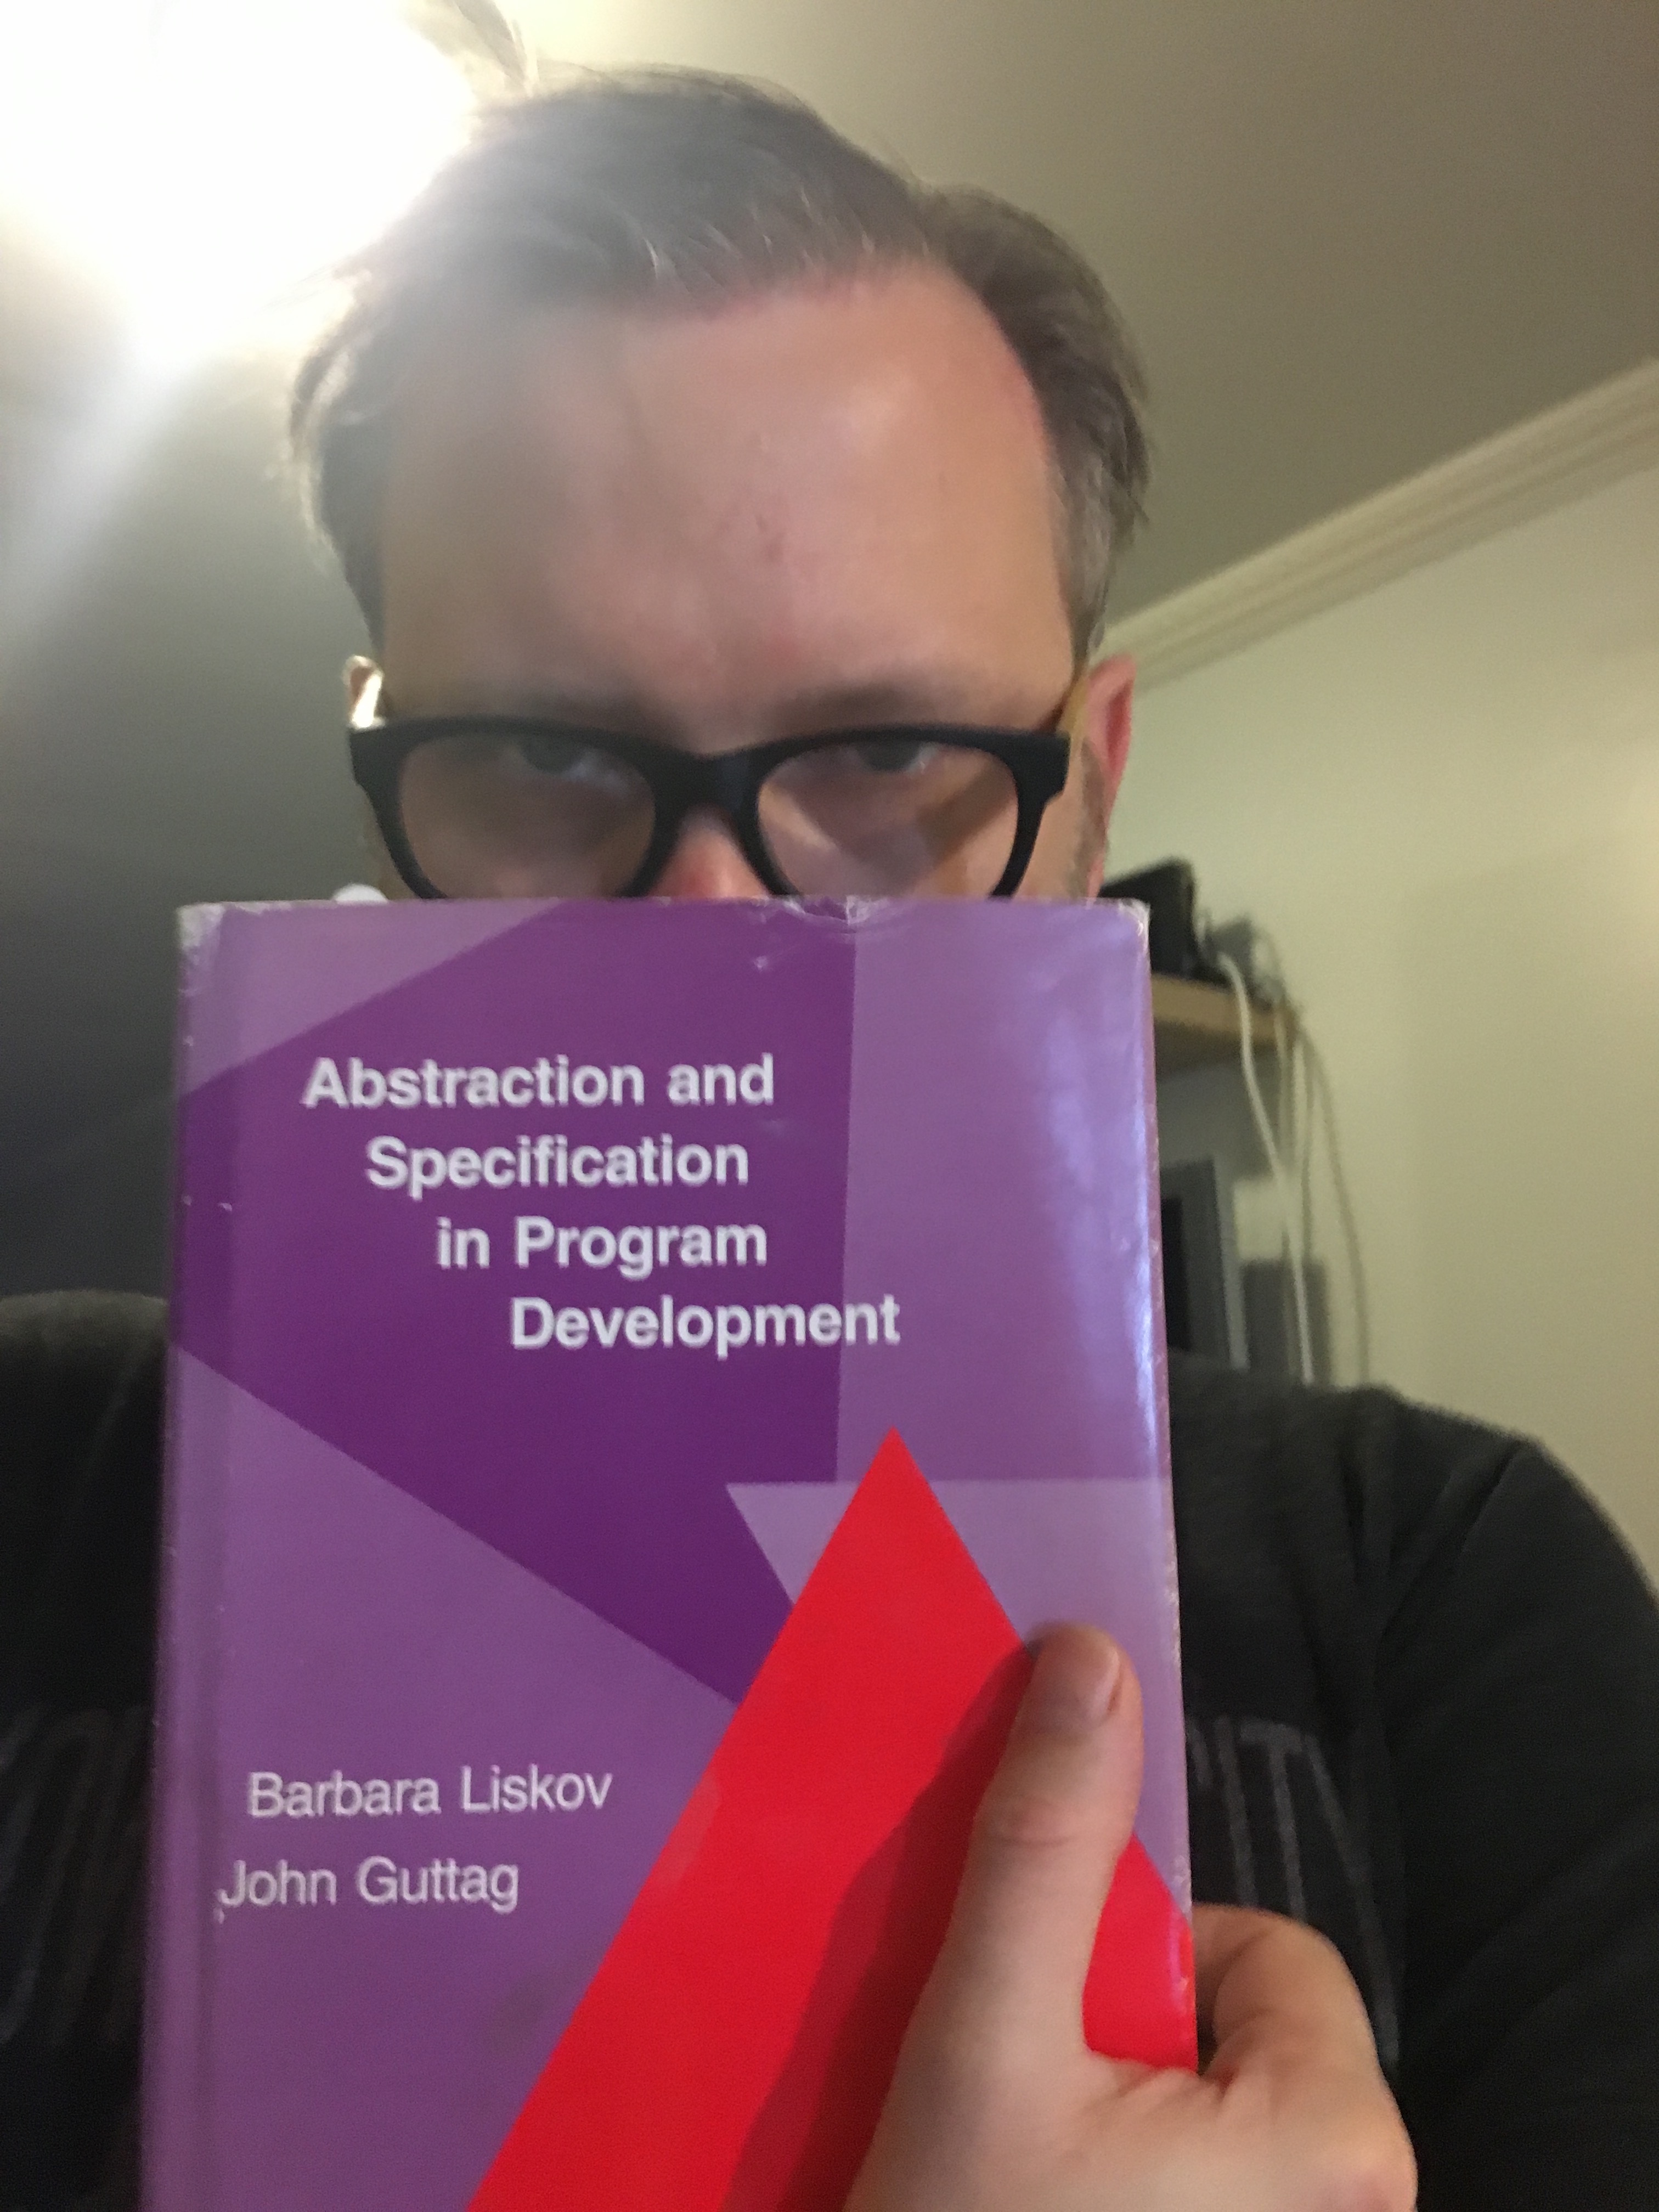 Abstraction and
Specification
in Program
Development
Barbara Liskov
John Guttag